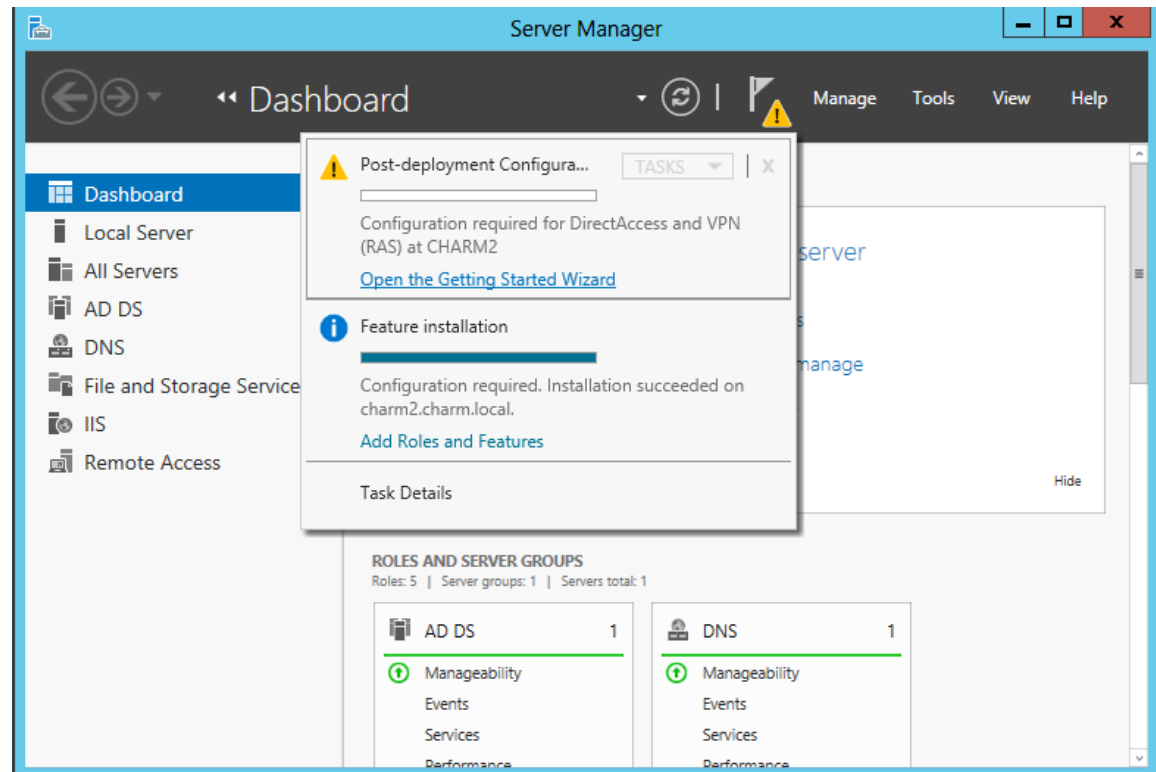 Server Manager
Dashboard
Manage Tools View Help
Dashboard
Local Server
All Servers
AD DS
DNS
File and Storage Service
IIS
Remote Access
Post-deployment Configura...
TASKS
Configuration required for DirectAccess and VPN
(RAS) at CHARM2
Open the Getting Started Wizard
Feature installation
Configuration required. Installation succeeded on
charm2.charm.local.
Add Roles and Features
Task Details
server
s
manage
Hide
ROLES AND SERVER GROUPS
Roles: 5 | Server groups: 1 | Servers total: 1
AD DS 1
Manageability
Events
Services
Performance
DNS 1
Manageability
Events
Services
Performance